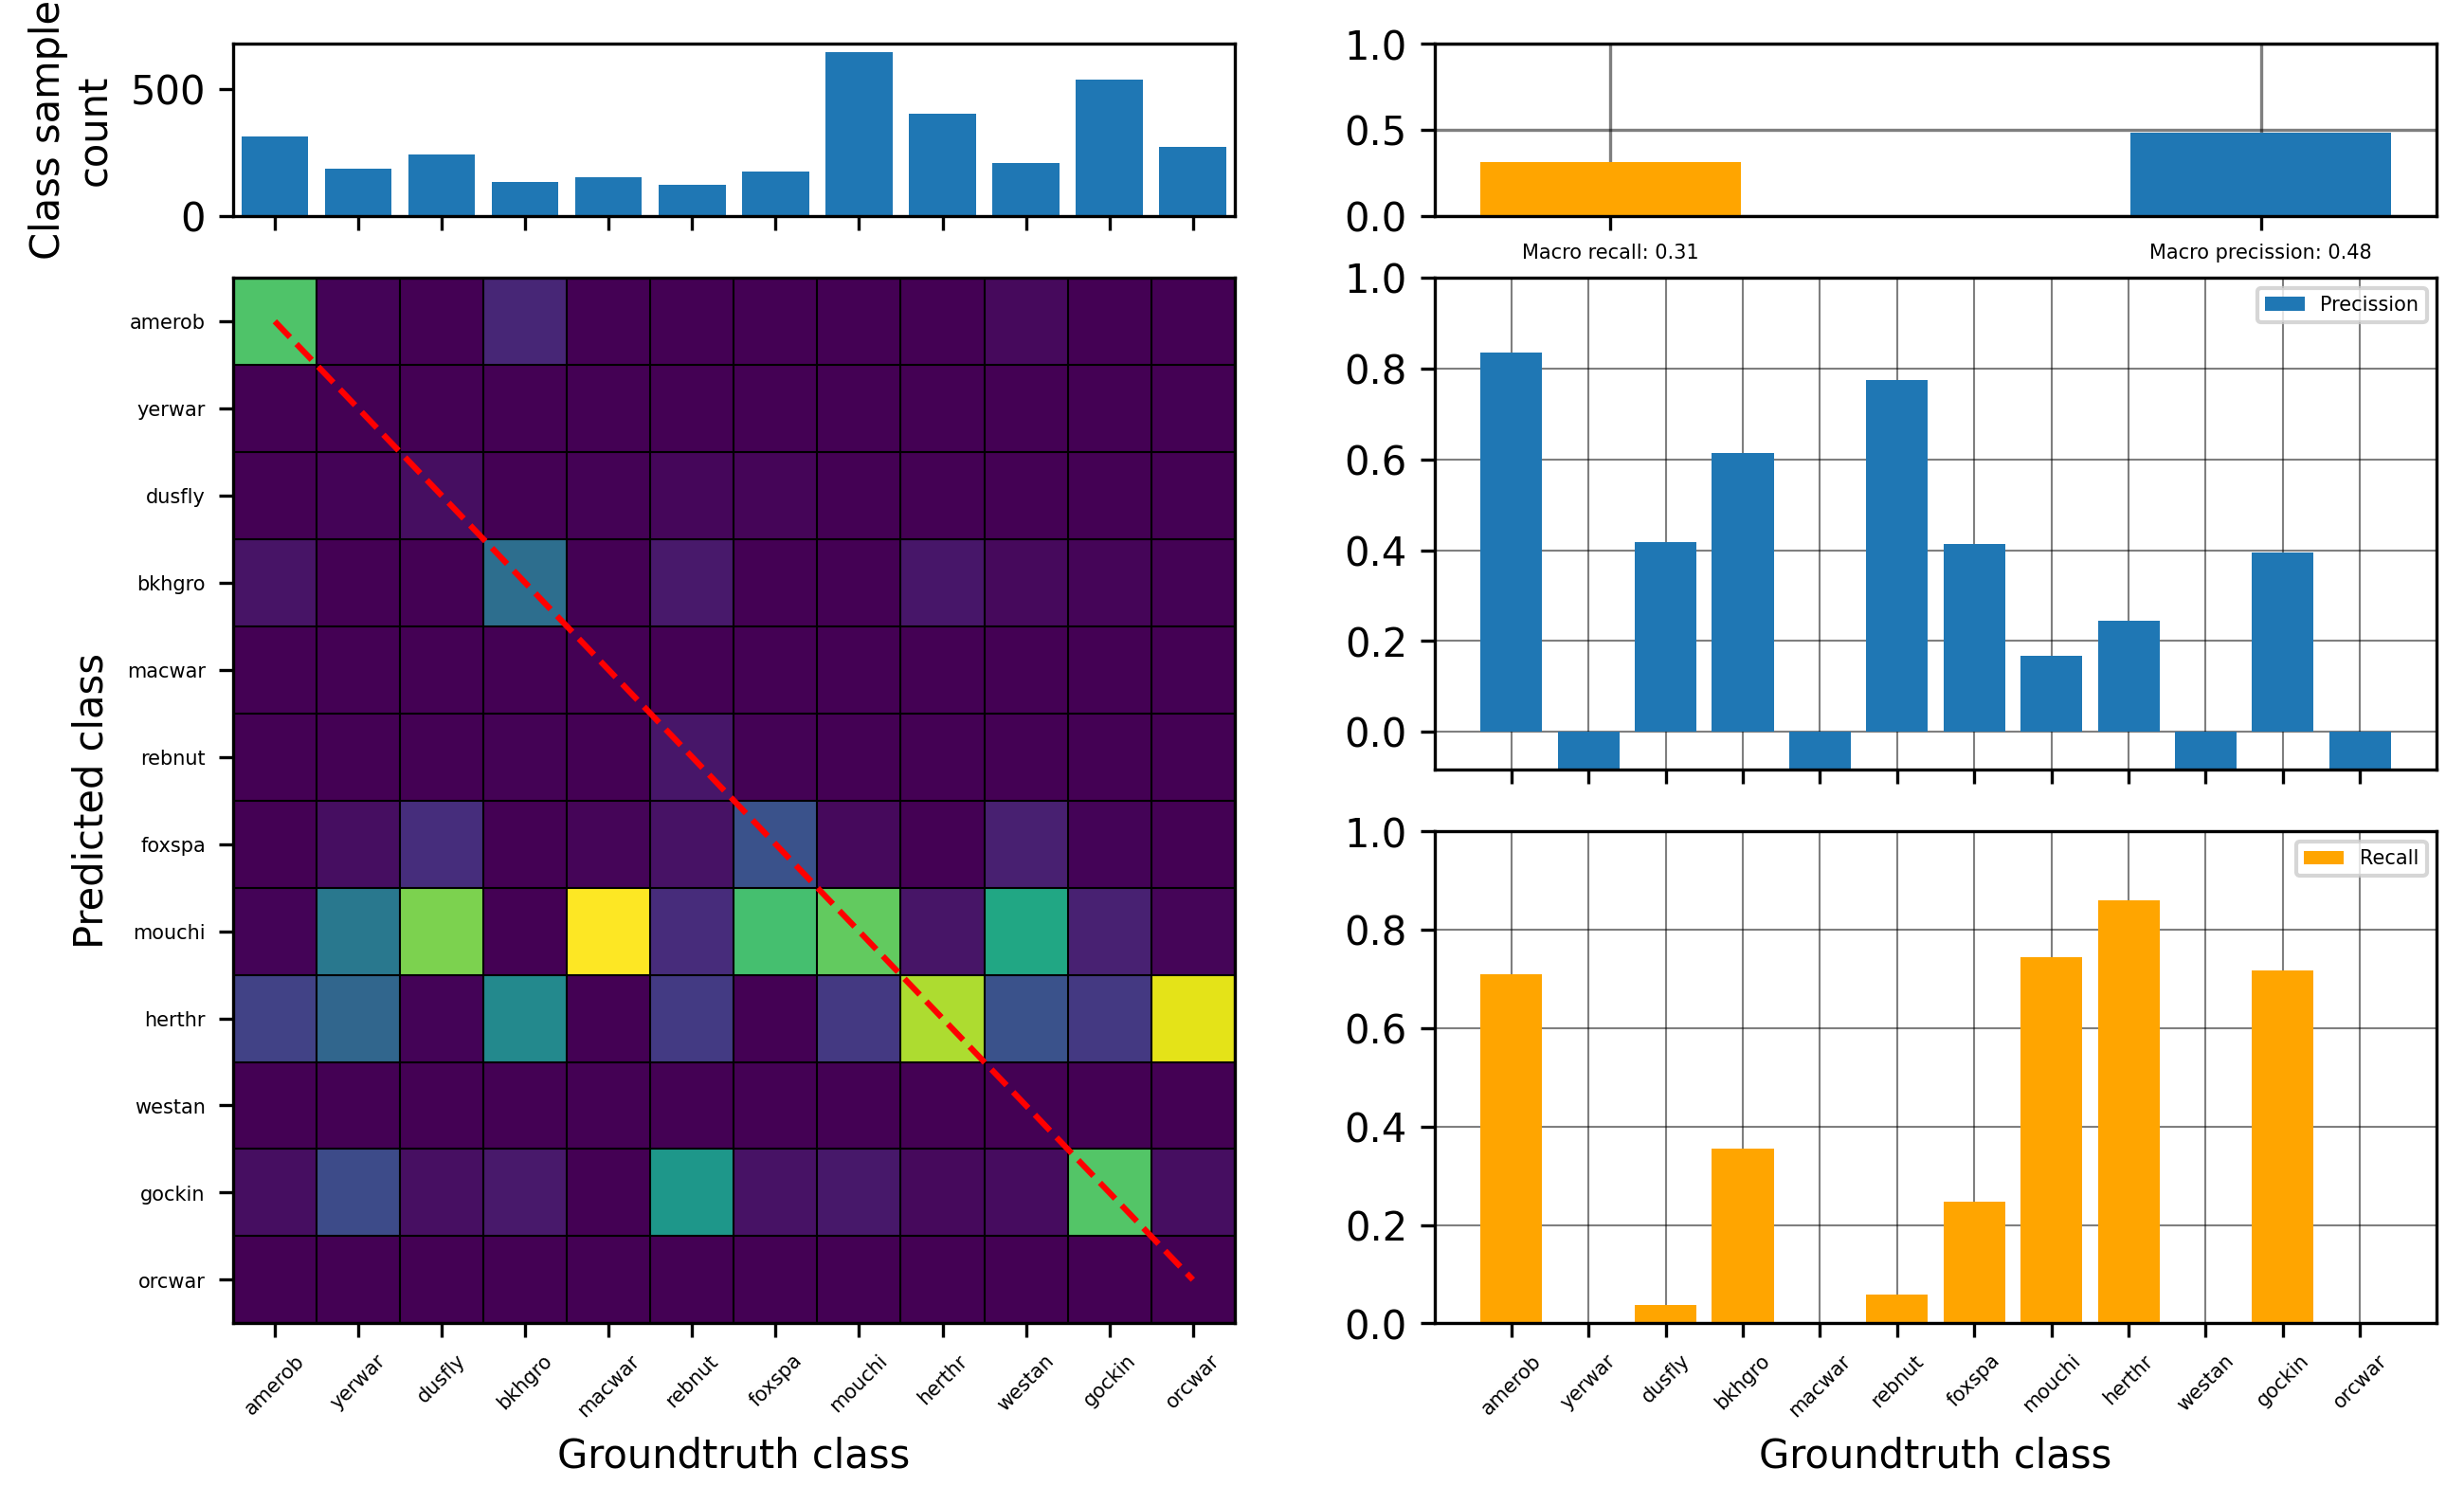 Class sample
count
500
0
amerob
yerwar
dusfly
bkhgro
macwar
rebnut
foxspa
mouchi
herthr
westan
gockin
orcwar
Predicted class
amerob
yerwar
dusfly
bkhgro
macwar
rebnut
foxspa
mouchi
herthr
westan
gockin
orcwar
Groundtruth class
1.0
0.5
0.0
Macro recall: 0.31
Macro precission: 0.48
1.0
0.8
0.6
0.4
0.2
0.0
Precission
1.0
0.8
0.6
0.4
0.2
0.0
Recall
amerob
yerwar
dusfly
bkhgro
macwar
rebnut
foxspa
mouchi
herthr
westan
gockin
orcwar
Groundtruth class